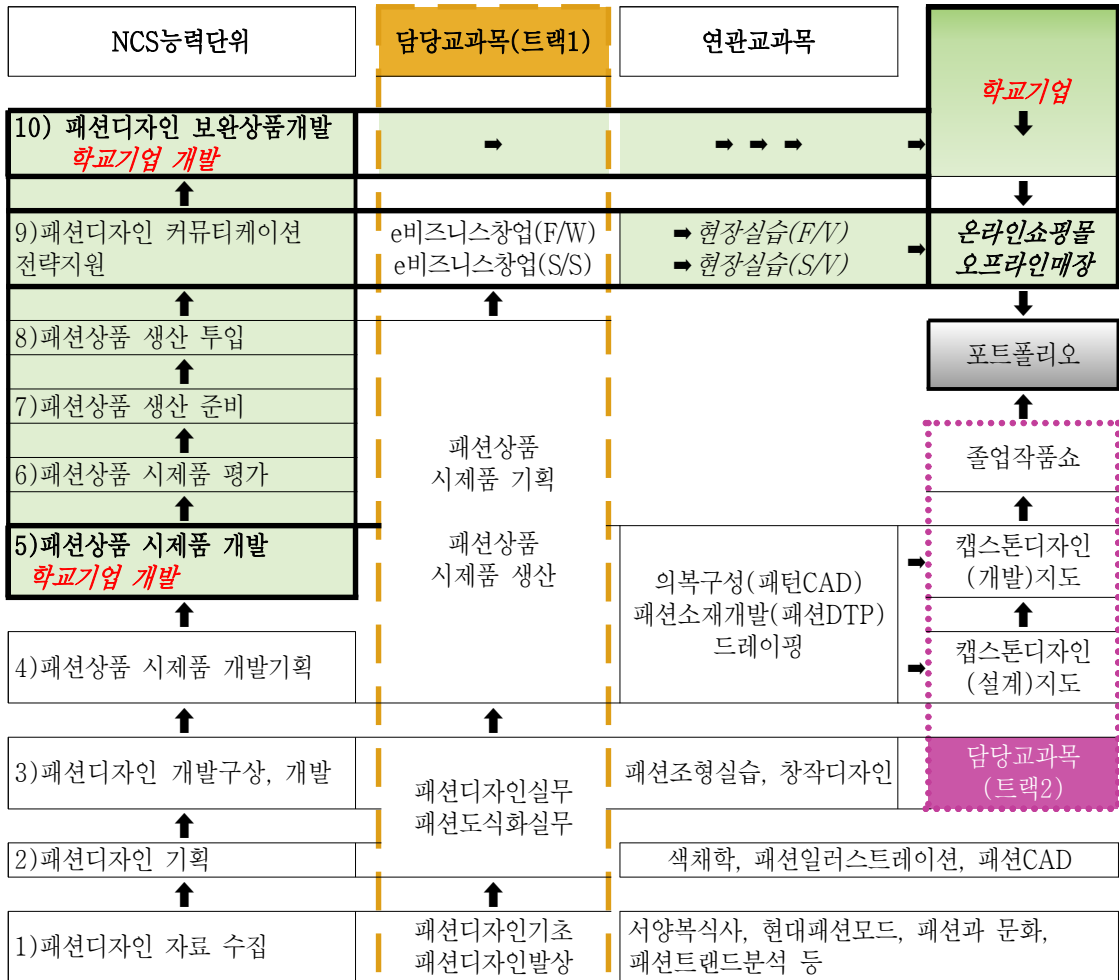 NCS능력단위
담당교과목(트랙1)
연관교과목
학교기업
10) 패션디자인 보완상품개발
학교기업 개발
9)패션디자인 커뮤티케이션
전략지원
e비즈니스창업(F/W)
e비즈니스창업(S/S)
➡현장실습(F/V)
➡현장실습(S/V)
온라인쇼핑몰
오프라인매장
8)패션상품 생산 투입
포트폴리오
7)패션상품 생산 준비
6)패션상품 시제품 평가
패션상품
시제품 기획
졸업작품쇼
5)패션상품 시제품 개발
학교기업 개발
패션상품
시제품 생산
의복구성(패턴CAD)
패션소재개발(패션DTP)
드레이핑
캡스톤디자인
(개발)지도
4)패션상품 시제품 개발기획
캡스톤디자인
(설계)지도
3)패션디자인 개발구상, 개발
패션디자인실무
패션도식화실무
패션조형실습, 창작디자인
담당교과목
(트랙2)
2)패션디자인 기획
색채학, 패션일러스트레이션, 패션CAD
1)패션디자인 자료 수집
패션디자인기초
패션디자인발상
서양복식사, 현대패션모드, 패션과 문화,
패션트랜드분석 등